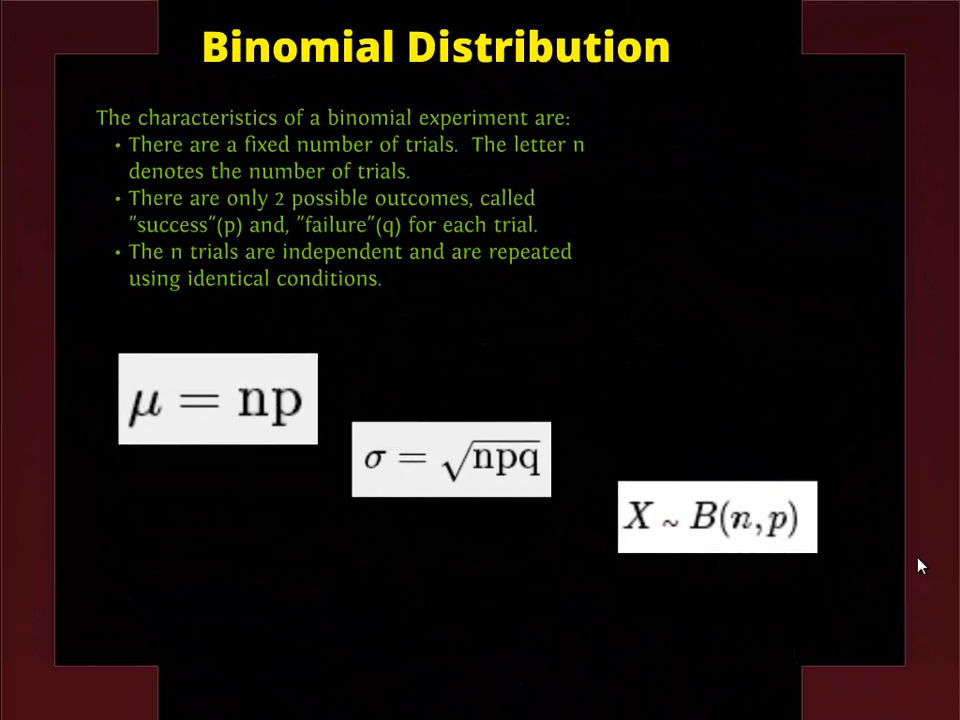 Binomial Distribution
The characteristics of a binomial experiment are:
• There are a fixed number of trials.  The letter n
denotes the number of trials.
• There are only 2 possible outcomes, called
"success"(p) and, "failure"(q) for each trial.
• The n trials are independent and are repeated
using identical conditions.
μ = np
σ = √npq
X ~ B(n,p)